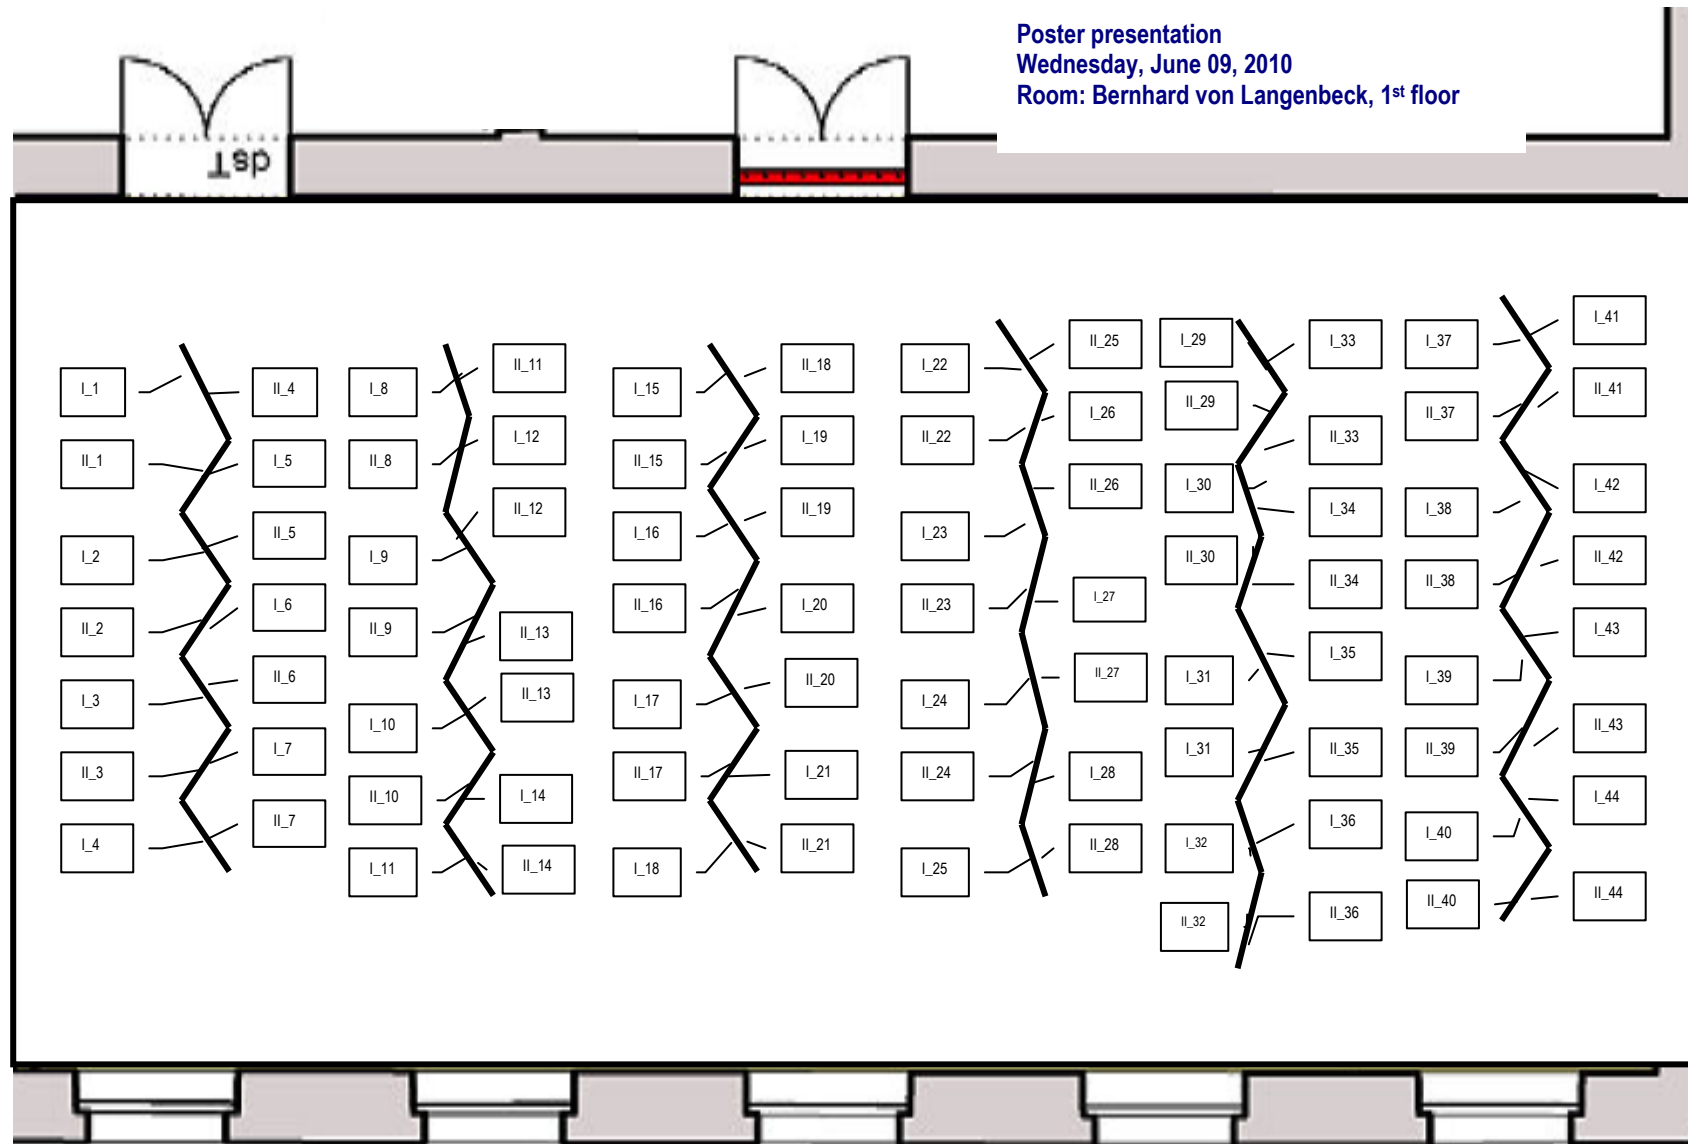 Poster presentation
Wednesday, June 09, 2010
Room: Bernhard von Langenbeck, 1st floor
dsT
I_1
II_1
I_2
II_2
I_3
II_3
I_4
II_4
I_5
II_5
I_6
II_6
I_7
II_7
I_8
II_8
I_9
II_9
I_10
II_10
I_11
II_11
I_12
II_12
II_13
II_13
I_14
II_14
I_15
II_15
I_16
II_16
I_17
II_17
I_18
II_18
I_19
II_19
I_20
II_20
I_21
II_21
I_22
II_22
I_23
II_23
I_24
II_24
I_25
II_25
I_26
II_26
I_27
II_27
I_28
II_28
I_29
II_29
I_30
II_30
I_31
I_31
I_32
II_32
I_33
II_33
I_34
II_34
I_35
II_35
I_36
II_36
I_37
II_37
I_38
II_38
I_39
II_39
I_40
II_40
I_41
II_41
I_42
II_42
I_43
II_43
I_44
II_44